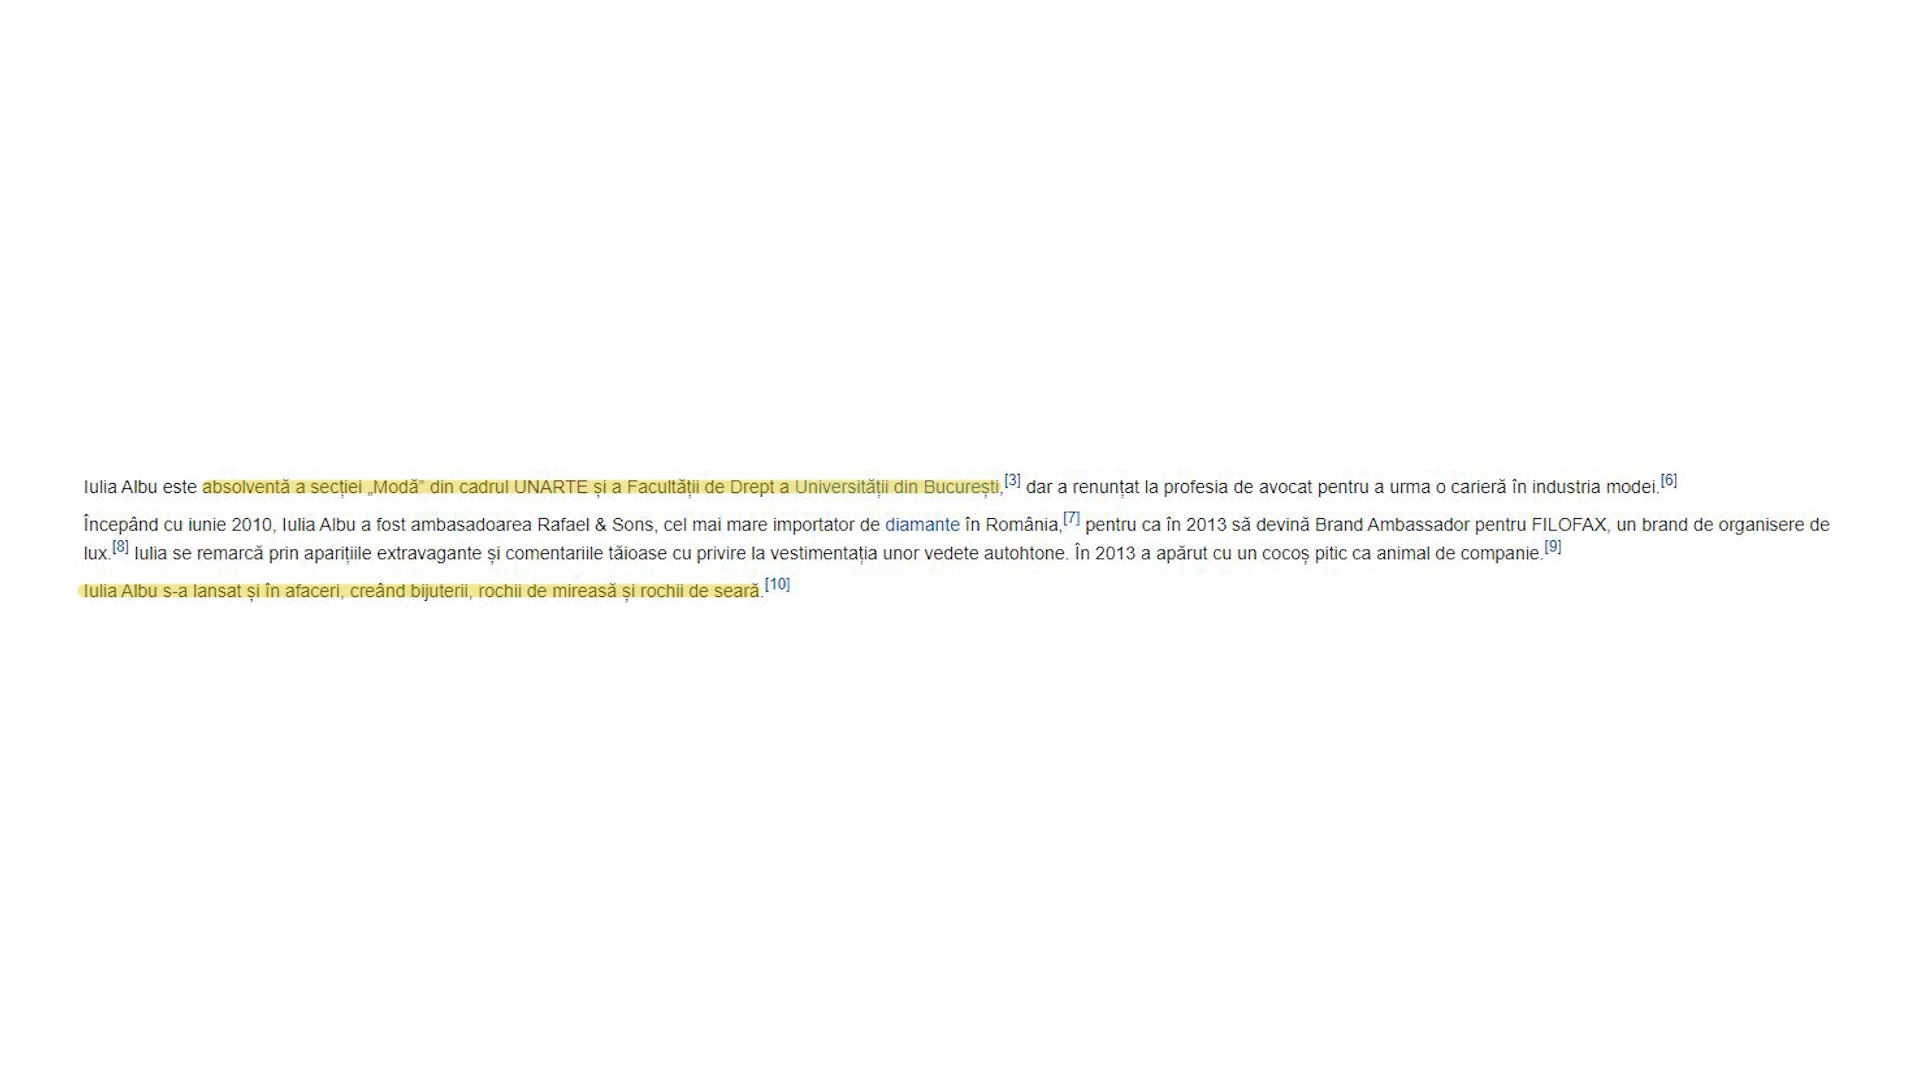 Iulia Albu este absolventă a secției „Modă” din cadrul UNARTE și a Facultății de Drept a Universității din București,[3] dar a renunțat la profesia de avocat pentru a urma o carieră în industria modei.[6]
Începând cu iunie 2010, Iulia Albu a fost ambasadoarea Rafael & Sons, cel mai mare importator de diamante în România,[7] pentru ca în 2013 să devină Brand Ambassador pentru FILOFAX, un brand de organisere de
lux.[8] Iulia se remarcă prin aparițiile extravagante și comentariile tăioase cu privire la vestimentația unor vedete autohtone. În 2013 a apărut cu un cocoș pitic ca animal de companie.[9]
Iulia Albu s-a lansat și în afaceri, creând bijuterii, rochii de mireasă și rochii de seară.[10]